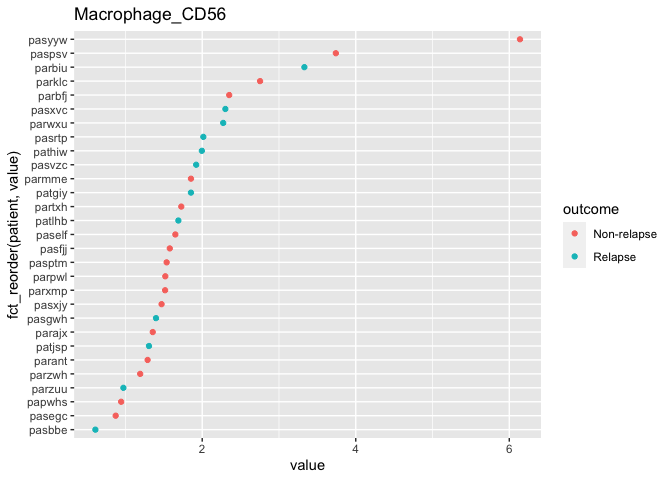 Macrophage_CD56
fct_reorder(patient, value)
pasyyw
paspsv
parbiu
parklc
parbfj
pasxvc
parwxu
pasrtp
pathiw
pasvzc
parmme
patgiy
partxh
patlhb
paself
pasfjj
pasptm
parpwl
parxmp
pasxjy
pasgwh
parajx
patjsp
parant
parzwh
parzuu
papwhs
pasegc
pasbbe
2 4 6
value
outcome
Non-relapse
Relapse